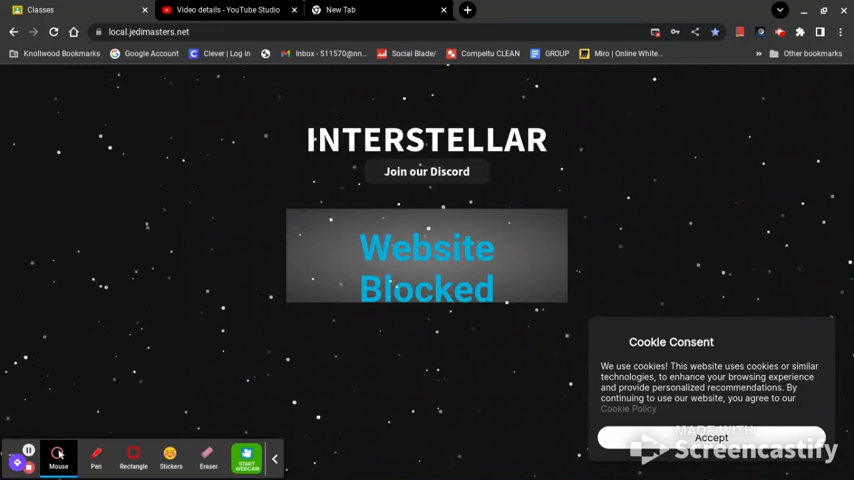 Classes
Video details - YouTube Studio
New Tab
local.jedimasters.net
Knollwood Bookmarks
Google Account
Clever | Log in
Inbox - 511570@nn...
Social Blade/
Compeltu CLEAN
GROUP
Miro | Online White...
»
Other bookmarks
INTERSTELLAR
Join our Discord
Website
Blocked
Cookie Consent
We use cookies! This website uses cookies or similar
technologies, to enhance your browsing experience
and provide personalized recommendations. By
continuing to use our website, you agree to our
Cookie Policy
Accept
MADE WITH
Screencastify
Mouse
Pen
Rectangle
Stickers
Eraser
START
WEBCAM